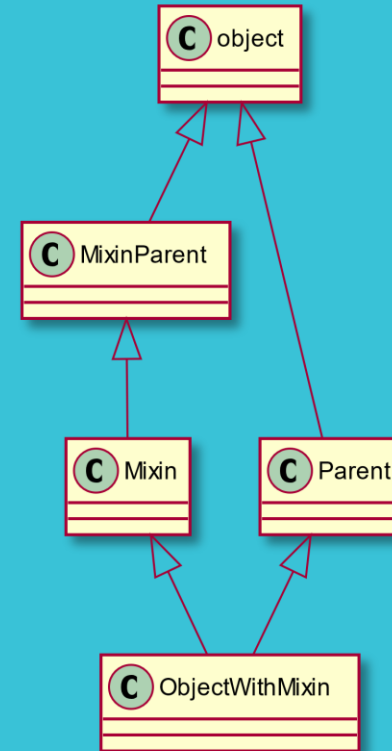 C object
C MixinParent
C Mixin
C Parent
C ObjectWithMixin